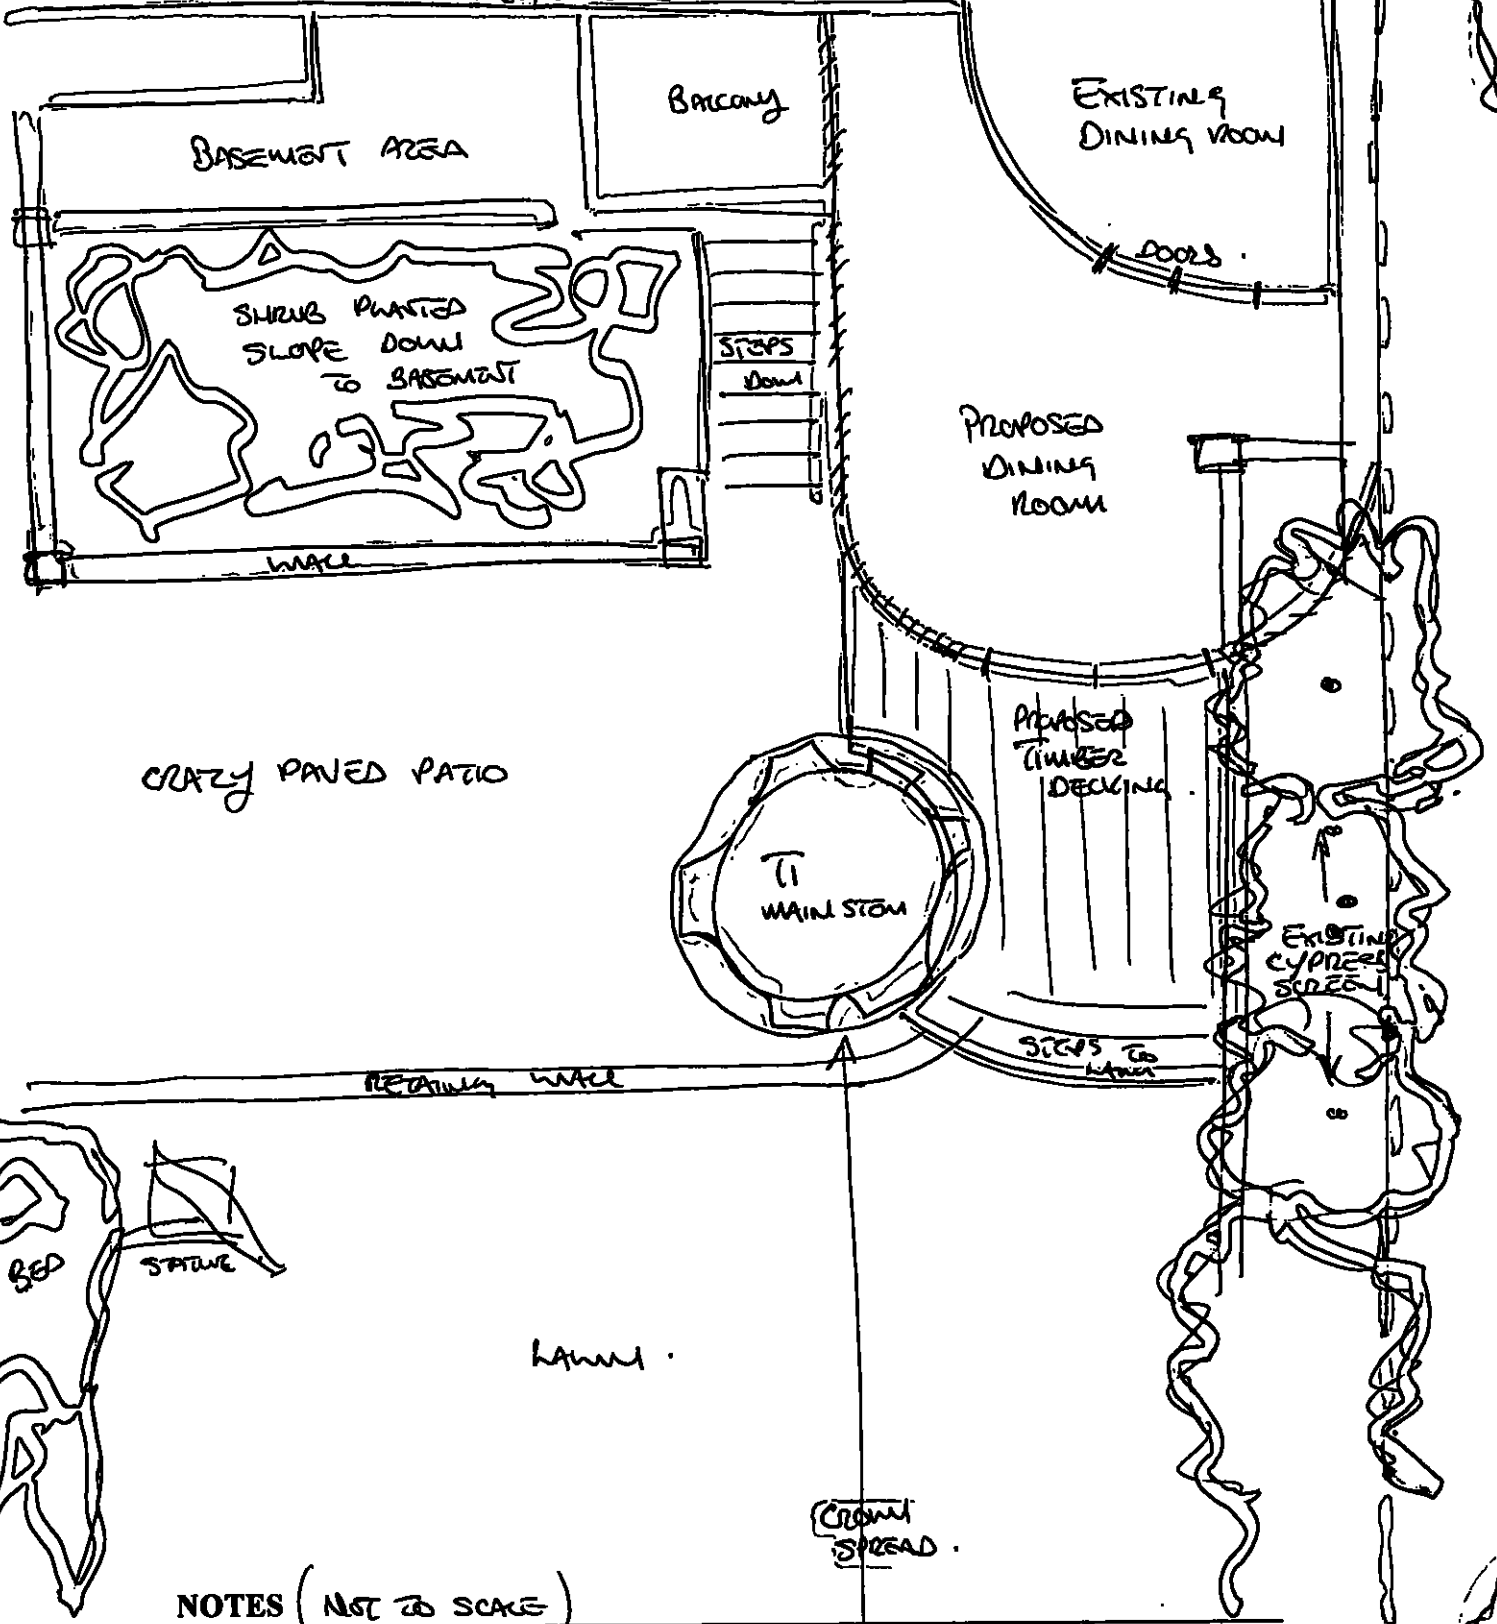 BALCONY
EXISTING
DINING ROOM
BASEMENT AREA
DOORS.
SHRUB PLANTED
SLOPE DOWN
TO BASEMENT
STEPS
DOWN
PROPOSED
DINING
ROOM
WALL
PROPOSED
TIMBER
DECKING.
CRAZY PAVED PATIO
T1
MAIN STEM
EXISTING
CYPRESS
SCREEN
STEPS TO
LAWN
RETAINING WALL
BED
STATUE
LAWN.
CROWN
SPREAD.
NOTES (NOT TO SCALE)